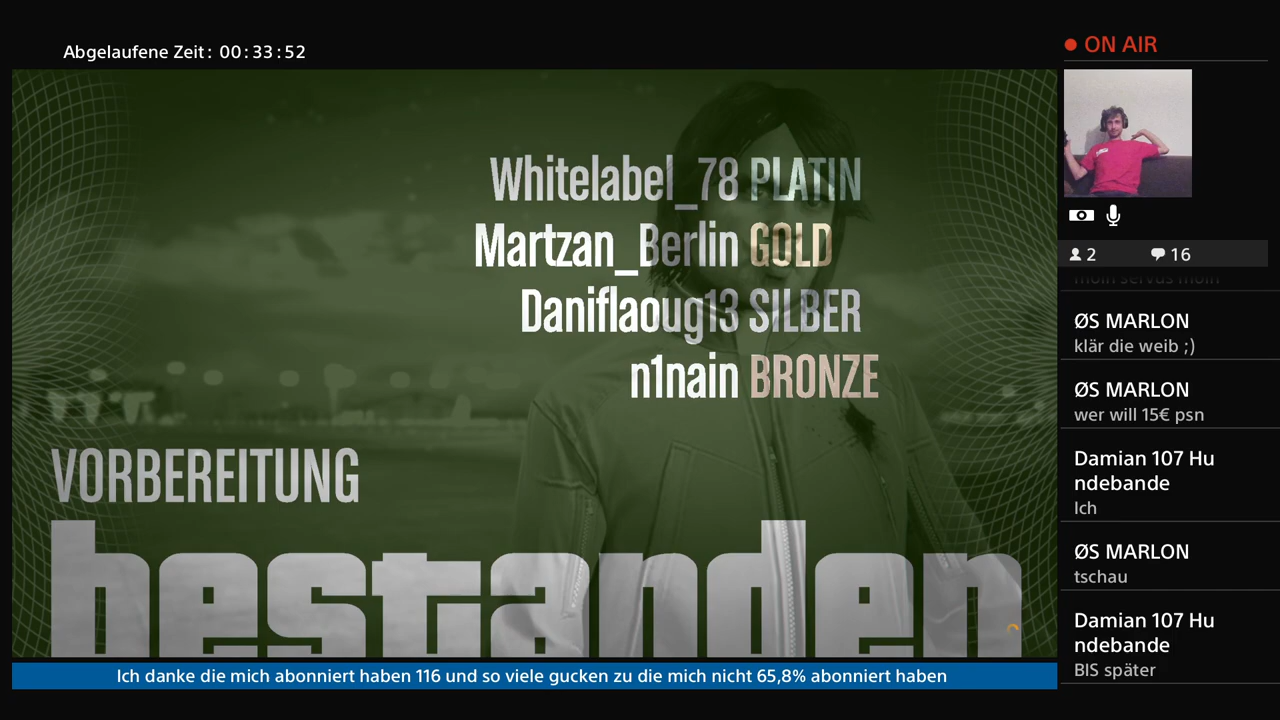 Abgelaufene Zeit: 00:33:52
ON AIR
Whitelabel_78 PLATIN
Martzan_Berlin GOLD
Daniflaoug13 SILBER
n1nain BRONZE
VORBEREITUNG
bestanden
Ich danke die mich abonniert haben 116 und so viele gucken zu die mich nicht 65,8% abonniert haben
2 16
moin servus moin
ØS MARLON
klär die weib ;)
ØS MARLON
wer will 15€ psn
Damian 107 Hu
ndebande
Ich
ØS MARLON
tschau
Damian 107 Hu
ndebande
BIS später